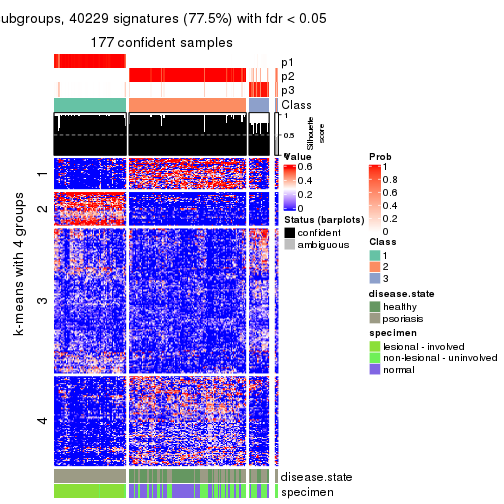 ubgroups, 40229 signatures (77.5%) with fdr < 0.05
177 confident samples
p1
p2
p3
Class
1
0.5
0
Silhouette score
k-means with 4 groups
1
2
3
4
Value
0.6
0.4
0.2
0
Status (barplots)
confident
ambiguous
Prob
1
0.8
0.6
0.4
0.2
0
Class
1
2
3
disease.state
healthy
psoriasis
specimen
lesional - involved
non-lesional - uninvolved
normal
disease.state
specimen